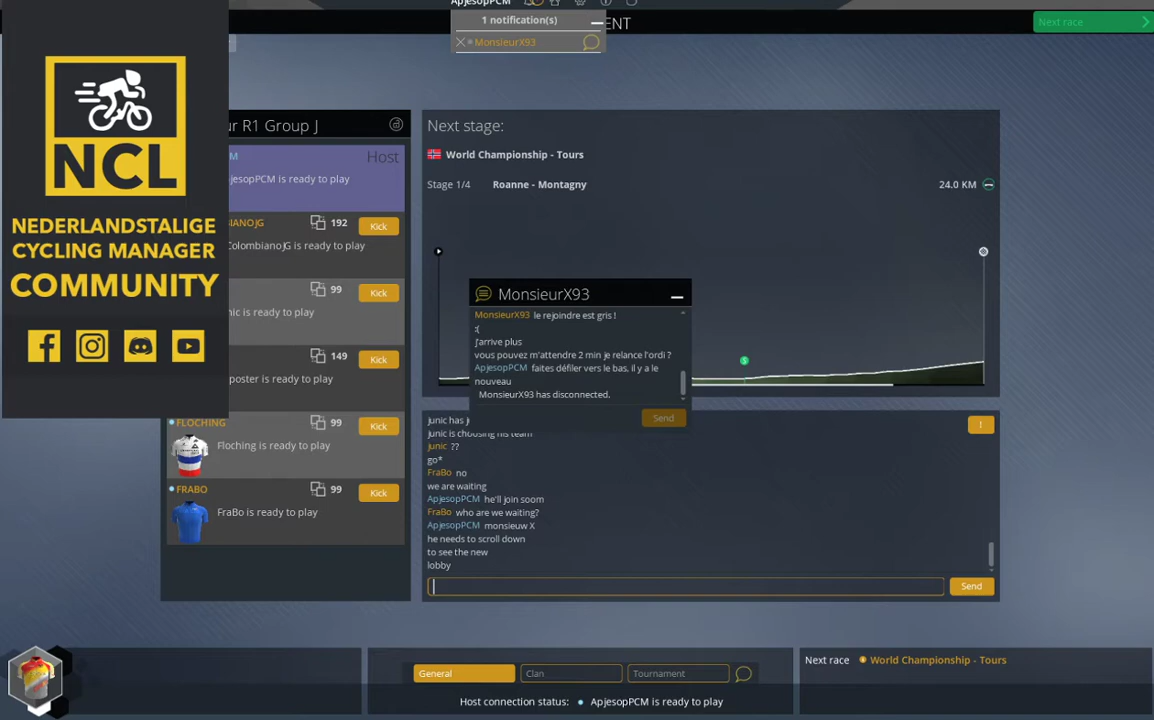 ApjesopPCM
1 notification(s)
MonsieurX93
ENT
Next race
NCL
NEDERLANDSTALIGE
CYCLING MANAGER
COMMUNITY
ur R1 Group J
Host
M
jesopPCM is ready to play
BIANOJG
192
Kick
ColombianoJG is ready to play
99
Kick
nic is ready to play
149
Kick
poster is ready to play
FLOCHING
Kick
Floching is ready to play
FRABO
99
Kick
FraBo is ready to play
Next stage:
World Championship - Tours
Stage 1/4
Roanne - Montagny
24.0 KM
S
MonsieurX93
MonsieurX93 le rejoindre est gris !
:(
J'arrive plus
vous pouvez m'attendre 2 min je relance l'ordi ?
ApjesopPCM faites défiler vers le bas, il y a le
nouveau
MonsieurX93 has disconnected.
Send
junic has j
junic is choosing his team
junic ??
go*
FraBo no
we are waiting
ApjesopPCM he'll join soom
FraBo who are we waiting?
ApjesopPCM monsieuw X
he needs to scroll down
to see the new
lobby
!
Send
General
Clan
Tournament
Host connection status: ApjesopPCM is ready to play
Next race
World Championship - Tours